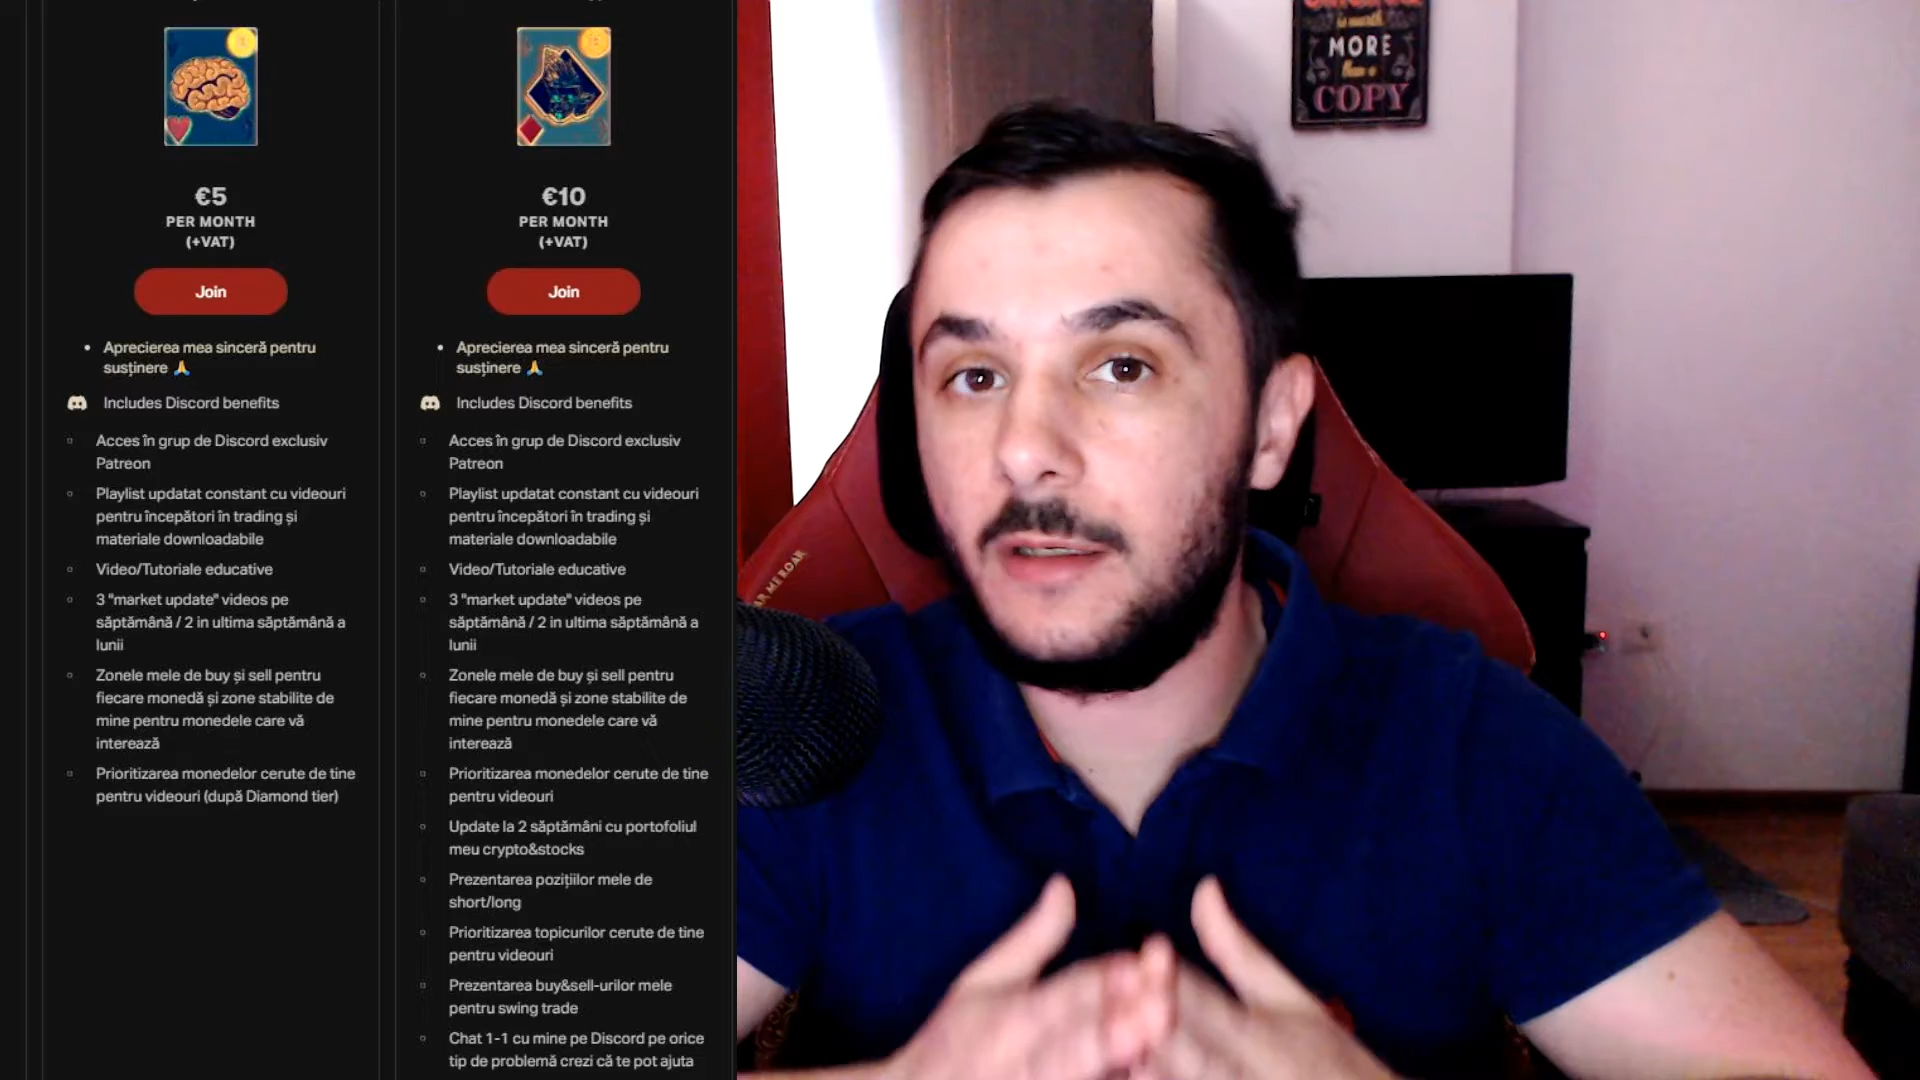 €5
PER MONTH
(+VAT)
Join
• Aprecierea mea sinceră pentru
susținere 🙏
Includes Discord benefits
Acces în grup de Discord exclusiv
Patreon
Playlist updatat constant cu videouri
pentru începători în trading și
materiale downloadabile
Video/Tutoriale educative
3 "market update" videos pe
săptămână / 2 in ultima săptămână a
lunii
Zonele mele de buy și sell pentru
fiecare monedă și zone stabilite de
mine pentru monedele care vă
interează
Prioritizarea monedelor cerute de tine
pentru videouri (după Diamond tier)
€10
PER MONTH
(+VAT)
Join
• Aprecierea mea sinceră pentru
susținere 🙏
Includes Discord benefits
Acces în grup de Discord exclusiv
Patreon
Playlist updatat constant cu videouri
pentru începători în trading și
materiale downloadabile
Video/Tutoriale educative
3 "market update" videos pe
săptămână / 2 in ultima săptămână a
lunii
Zonele mele de buy și sell pentru
fiecare monedă și zone stabilite de
mine pentru monedele care vă
interează
Prioritizarea monedelor cerute de tine
pentru videouri
Update la 2 săptămâni cu portofoliul
meu crypto&stocks
Prezentarea pozițiilor mele de
short/long
Prioritizarea topicurilor cerute de tine
pentru videouri
Prezentarea buy&sell-urilor mele
pentru swing trade
Chat 1-1 cu mine pe Discord pe orice
tip de problemă crezi că te pot ajuta
is worth
MORE
than a
COPY
ME ROAR